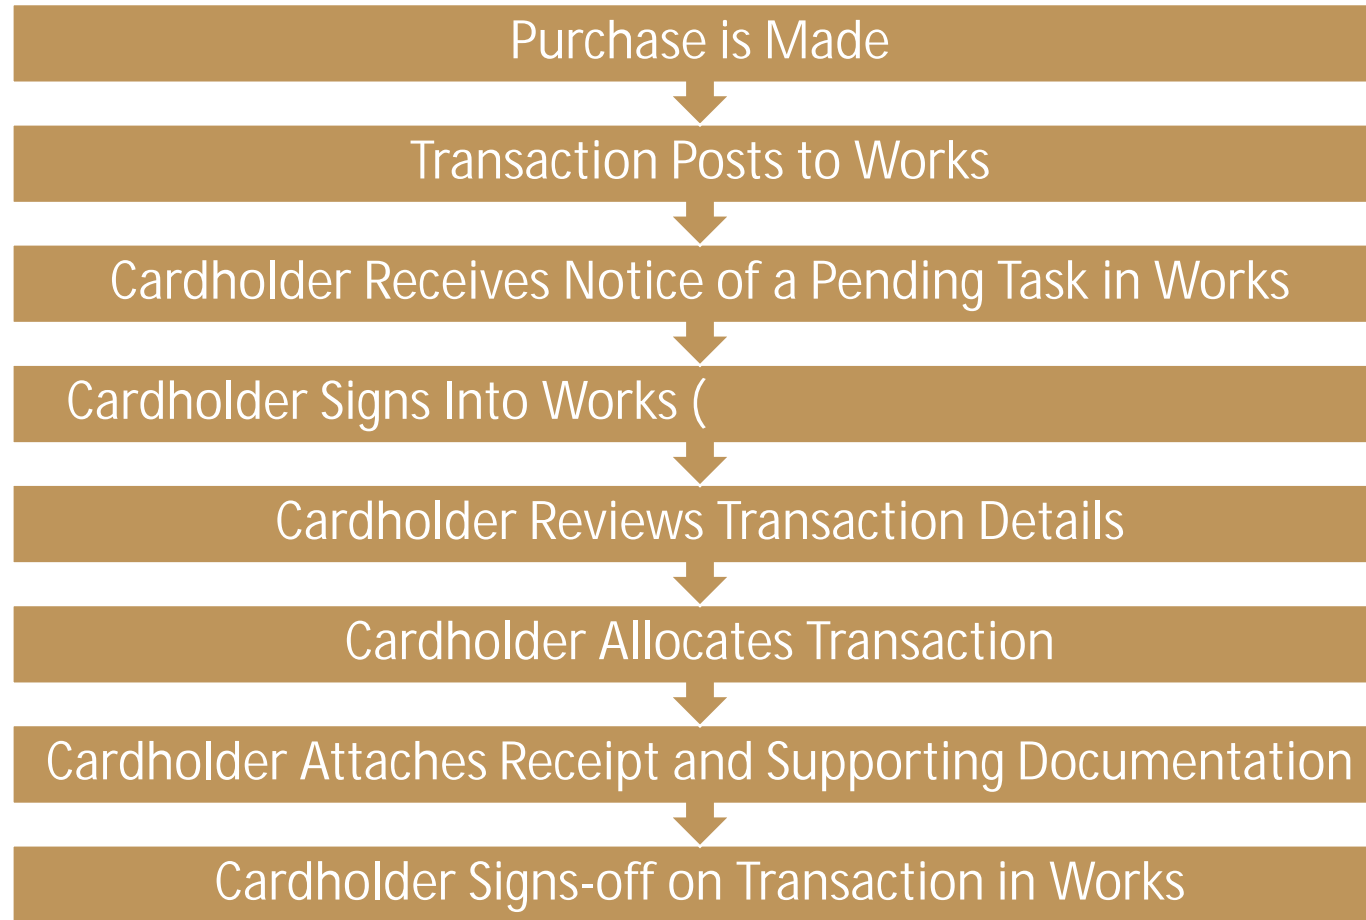 Purchase is Made
Transaction Posts to Works
Cardholder Receives Notice of a Pending Task in Works
Cardholder Signs Into Works (
Cardholder Reviews Transaction Details
Cardholder Allocates Transaction
Cardholder Attaches Receipt and Supporting Documentation
Cardholder Signs-off on Transaction in Works